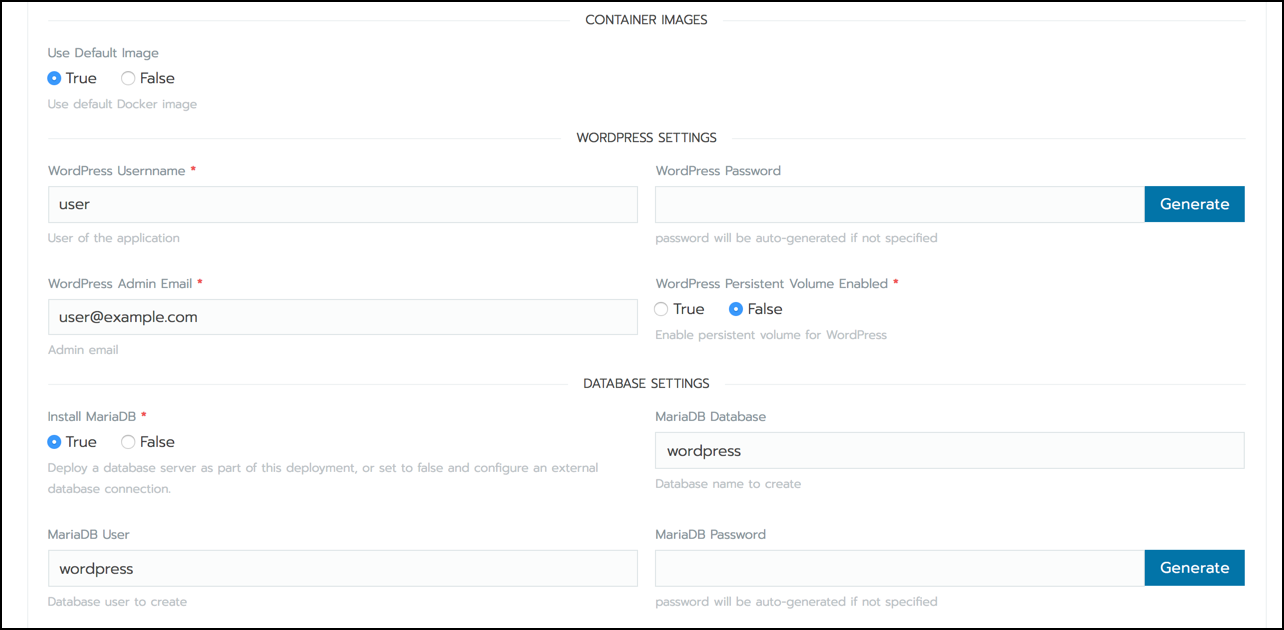 CONTAINER IMAGES
Use Default Image
True False
Use default Docker image
WORDPRESS SETTINGS
WordPress Usernname *
WordPress Password
user
Generate
User of the application
password will be auto-generated if not specified
WordPress Admin Email *
WordPress Persistent Volume Enabled *
user@example.com
True False
Admin email
Enable persistent volume for WordPress
DATABASE SETTINGS
Install MariaDB *
MariaDB Database
True False
wordpress
Deploy a database server as part of this deployment, or set to false and configure an external
database connection.
Database name to create
MariaDB User
MariaDB Password
wordpress
Generate
Database user to create
password will be auto-generated if not specified